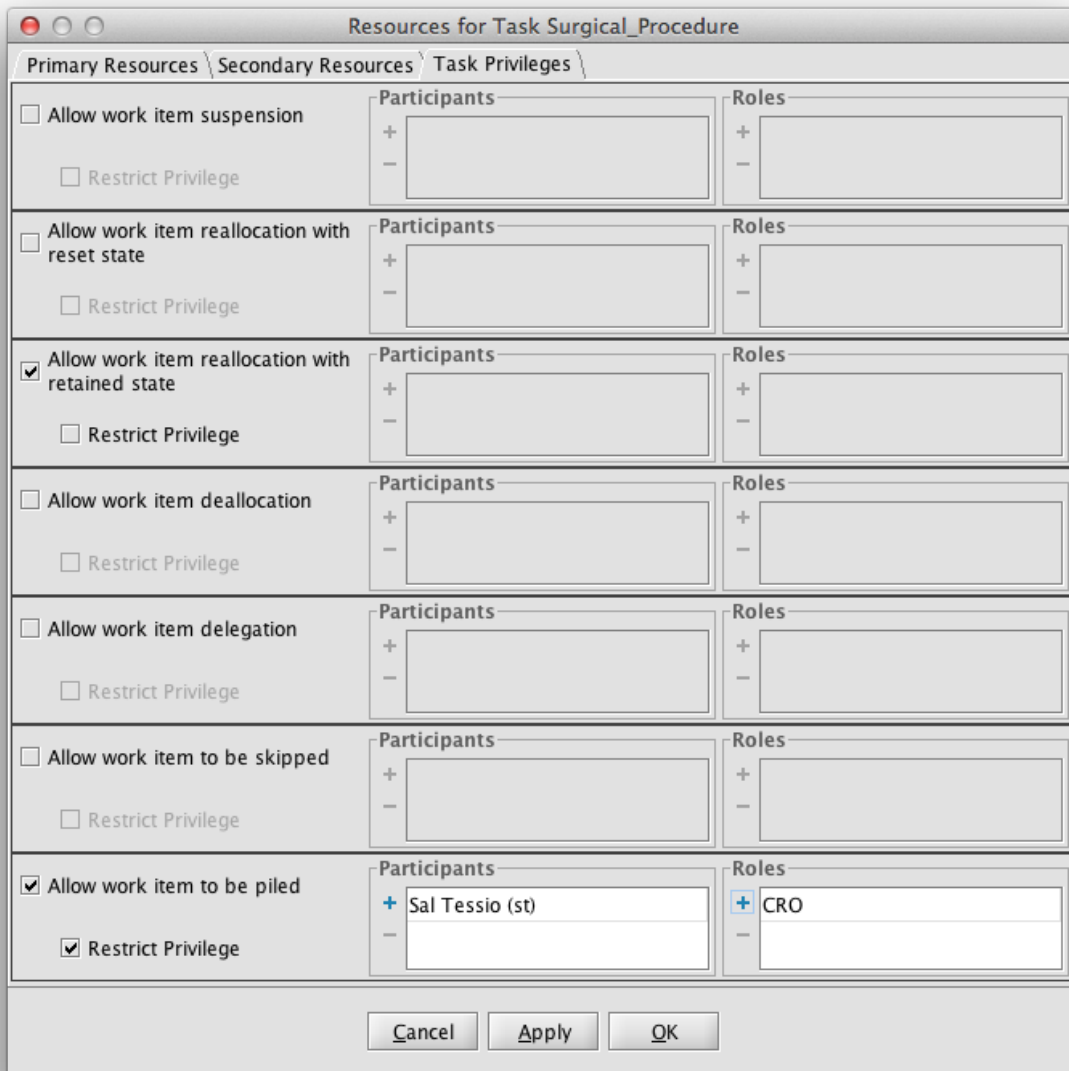 Resources for Task Surgical_Procedure
Primary Resources
Secondary Resources
Task Privileges
Allow work item suspension
Restrict Privilege
Participants
+
−
Roles
+
−
Allow work item reallocation with
reset state
Restrict Privilege
Participants
+
−
Roles
+
−
Allow work item reallocation with
retained state
Restrict Privilege
Participants
+
−
Roles
+
−
Allow work item deallocation
Restrict Privilege
Participants
+
−
Roles
+
−
Allow work item delegation
Restrict Privilege
Participants
+
−
Roles
+
−
Allow work item to be skipped
Restrict Privilege
Participants
+
−
Roles
+
−
Allow work item to be piled
Restrict Privilege
Participants
+ Sal Tessio (st)
−
Roles
+ CRO
−
Cancel
Apply
OK